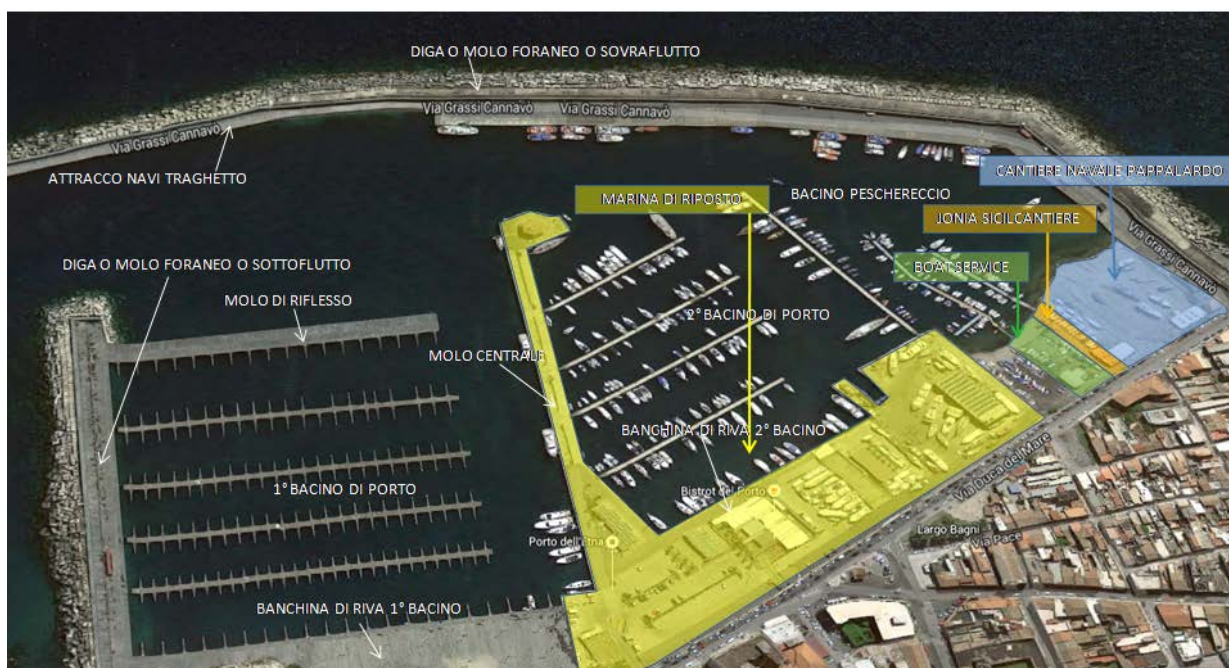 DIGA O MOLO FORANEO O SOVRAFLUTTO
Via Grassi Cannavò
Via Grassi Cannavò
Via Grassi Cannavò
ATTRACCO NAVI TRAGHETTO
CANTIERE NAVALE PAPPALARDO
MARINA DI RIPOSTO
BACINO PESCHERECCIO
JONIA SICILCANTIERE
Via Grassi Cannavò
DIGA O MOLO FORANEO O SOTTOFLUTTO
BOAT SERVICE
MOLO DI RIFLESSO
2° BACINO DI PORTO
MOLO CENTRALE
BANCHINA DI RIVA 2° BACINO
Via Duca del Mare
1° BACINO DI PORTO
Bistrot del Porto
Largo Bagni
Via Pace
Porto dell'Etna
BANCHINA DI RIVA 1° BACINO